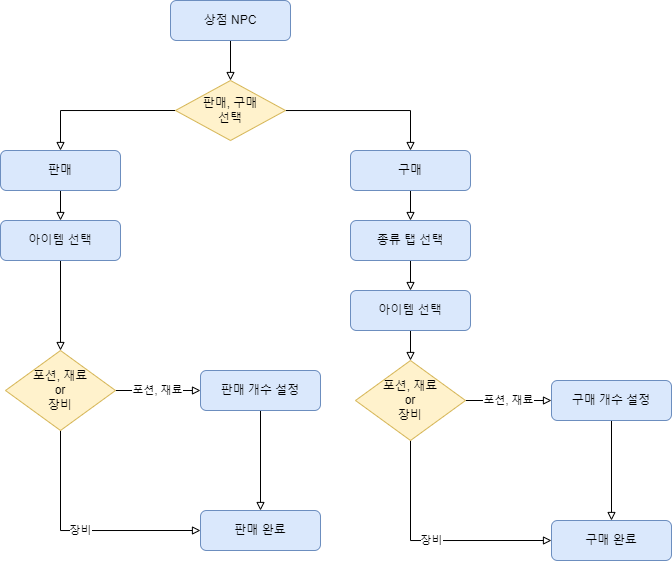 상점 NPC
판매, 구매
선택
판매
구매
아이템 선택
종류 탭 선택
아이템 선택
포션, 재료
or
장비
포션, 재료
판매 개수 설정
포션, 재료
or
장비
포션, 재료
구매 개수 설정
장비
판매 완료
장비
구매 완료